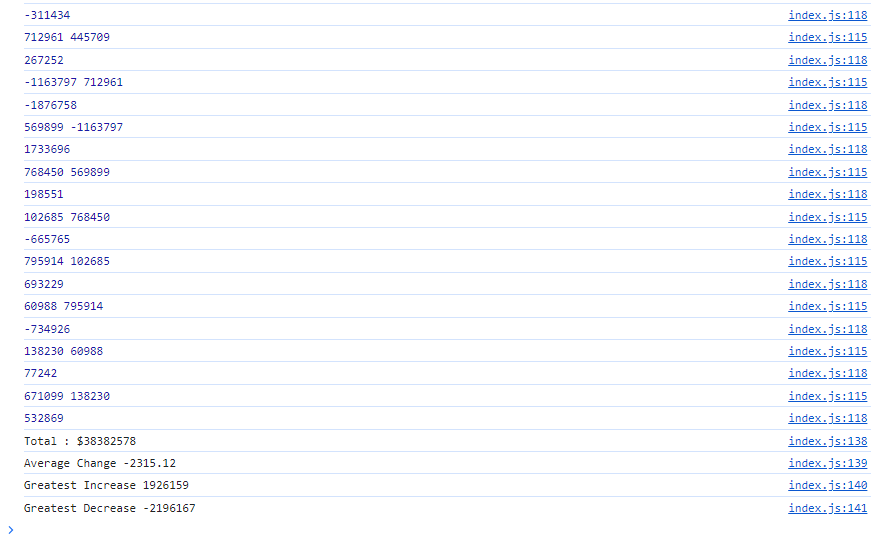 -311434 index.js:118
712961 445709 index.js:115
267252 index.js:118
-1163797 712961 index.js:115
-1876758 index.js:118
569899 -1163797 index.js:115
1733696 index.js:118
768450 569899 index.js:115
198551 index.js:118
102685 768450 index.js:115
-665765 index.js:118
795914 102685 index.js:115
693229 index.js:118
60988 795914 index.js:115
-734926 index.js:118
138230 60988 index.js:115
77242 index.js:118
671099 138230 index.js:115
532869 index.js:118
Total : $38382578 index.js:138
Average Change -2315.12 index.js:139
Greatest Increase 1926159 index.js:140
Greatest Decrease -2196167 index.js:141